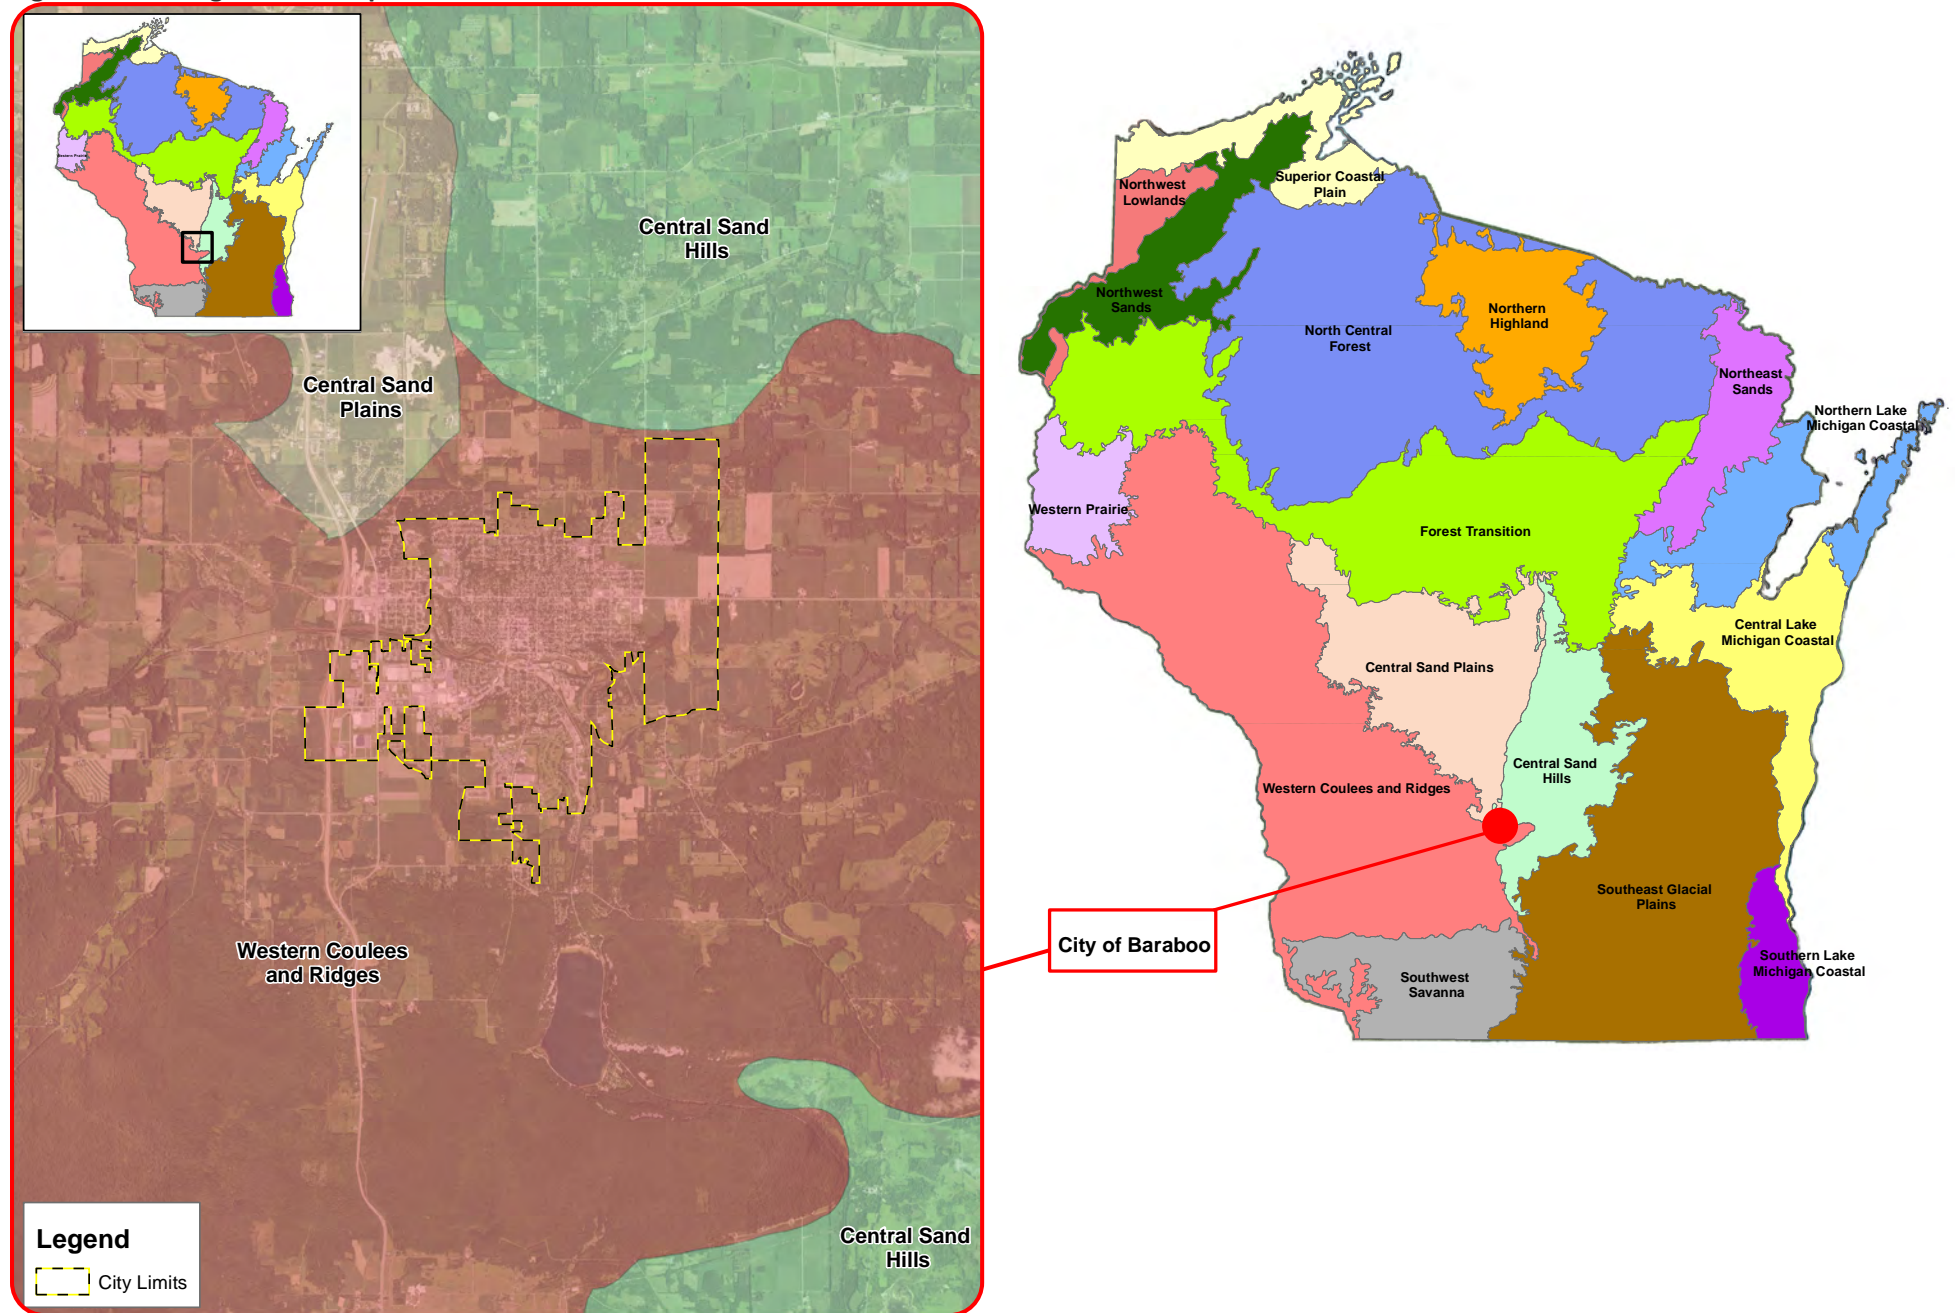 Central Sand
Hills
Central Sand
Plains
Western Coulees
and Ridges
Central Sand
Hills
Legend
City Limits
City of Baraboo
Superior Coastal
Plain
Northwest
Lowlands
Northwest
Sands
North Central
Forest
Northern
Highland
Northeast
Sands
Northern Lake
Michigan Coastal
Western Prairie
Forest Transition
Central Lake
Michigan Coastal
Central Sand Plains
Central Sand
Hills
Western Coulees and Ridges
Southeast Glacial
Plains
Southern Lake
Michigan Coastal
Southwest
Savanna